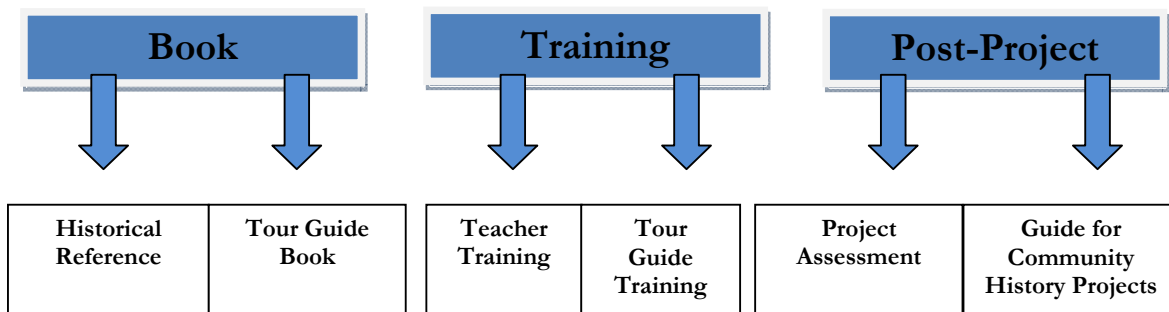 Book
Training
Post-Project
Historical
Reference
Tour Guide
Book
Teacher
Training
Tour
Guide
Training
Project
Assessment
Guide for
Community
History Projects